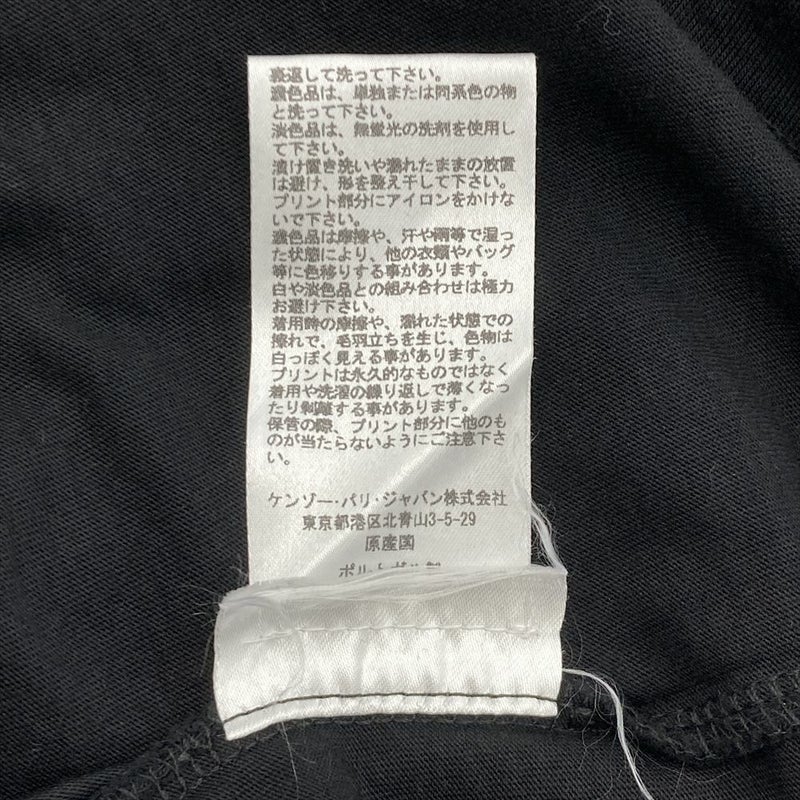 裏返して洗って下さい。
濃色品は、単独または同系色の物
と洗って下さい。
淡色品は、無蛍光の洗剤を使用し
て下さい。
漬け置き洗いや濡れたままの放置
は避け、形を整え干して下さい。
プリント部分にアイロンをかけな
いで下さい。
濃色品は摩擦や、汗や雨等で湿っ
た状態により、他の衣類やバッグ
等に色移りする事があります。
白や淡色品との組み合わせは極力
お避け下さい。
着用時の摩擦や、濡れた状態での
擦れで、毛羽立ちを生じ、色物は
白っぽく見える事があります。
プリントは永久的なものではなく
着用や洗濯の繰り返しで薄くなっ
たり剥離する事があります。
保管の際、プリント部分に他のも
のが当たらないようにご注意下さ
い。
ケンゾー・パリ・ジャパン株式会社
東京都港区北青山3-5-29
原産国
ポルトガル製